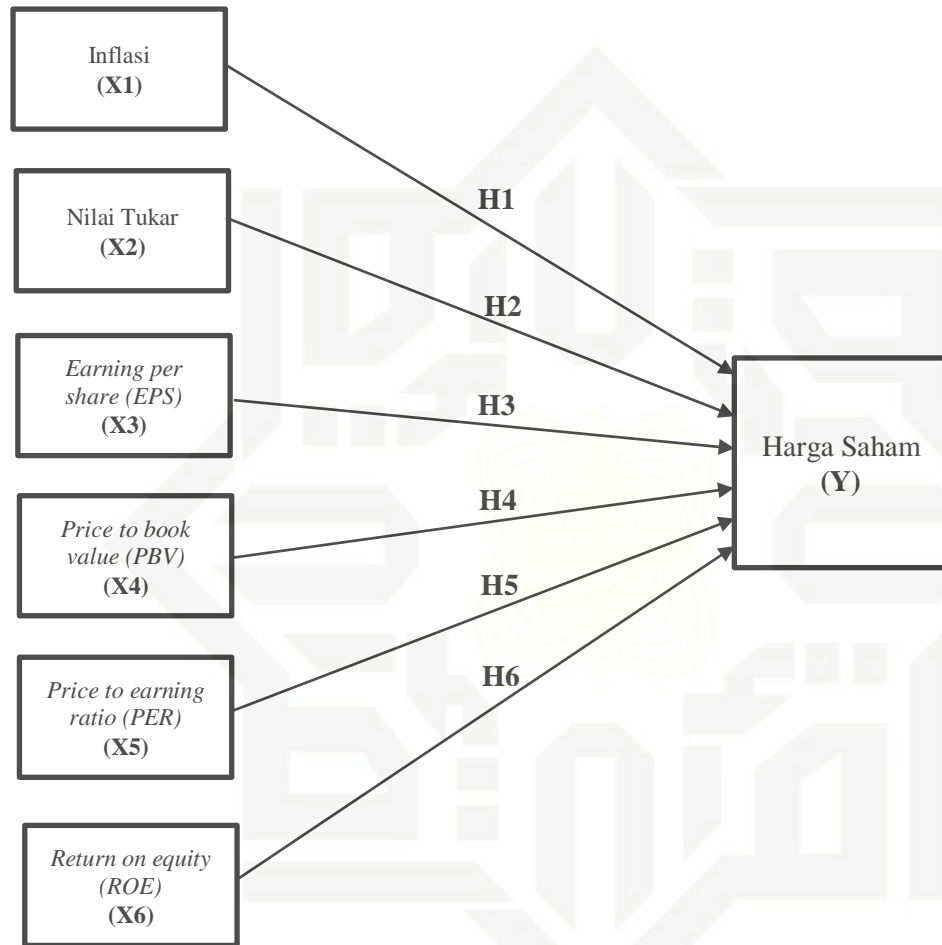 Inflasi
(X1)
H1
Nilai Tukar
(X2)
H2
Earning per
share (EPS)
(X3)
H3
Price to book
value (PBV)
(X4)
H4
Price to earning
ratio (PER)
(X5)
H5
Return on equity
(ROE)
(X6)
H6
Harga Saham
(Y)